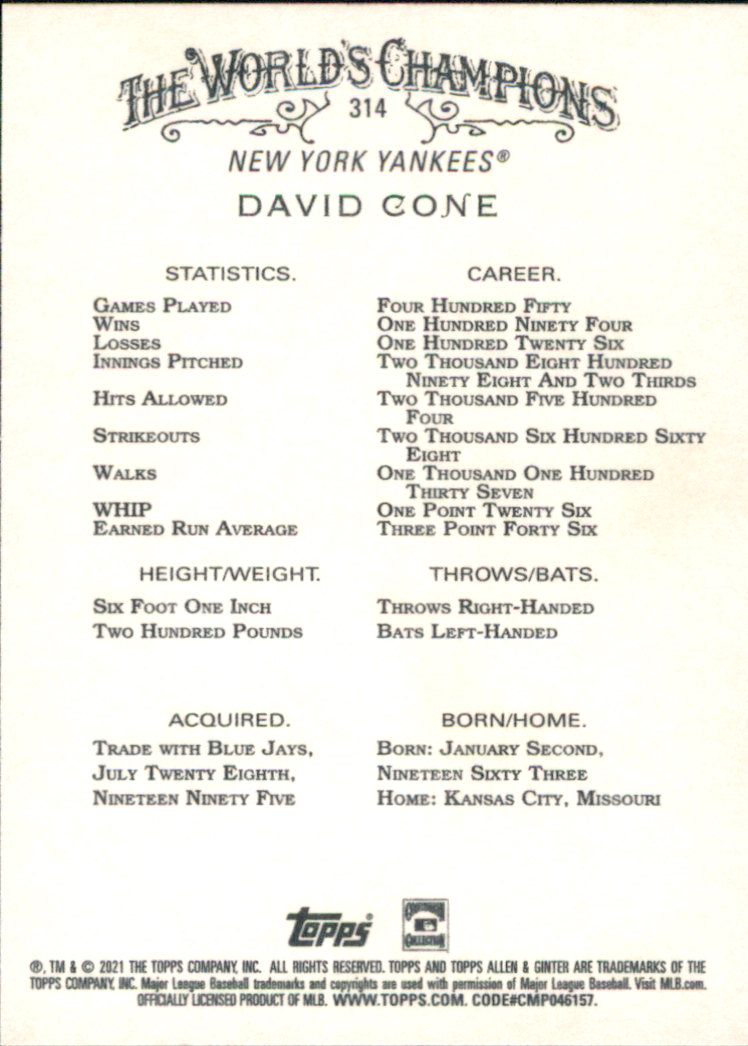 THE WORLD'S CHAMPIONS
314
NEW YORK YANKEES®
DAVID CONE
STATISTICS. CAREER.
GAMES PLAYED FOUR HUNDRED FIFTY
WINS ONE HUNDRED NINETY FOUR
LOSSES ONE HUNDRED TWENTY SIX
INNINGS PITCHED TWO THOUSAND EIGHT HUNDRED
NINETY EIGHT AND TWO THIRDS
HITS ALLOWED TWO THOUSAND FIVE HUNDRED
FOUR
STRIKEOUTS TWO THOUSAND SIX HUNDRED SIXTY
EIGHT
WALKS ONE THOUSAND ONE HUNDRED
THIRTY SEVEN
WHIP ONE POINT TWENTY SIX
EARNED RUN AVERAGE THREE POINT FORTY SIX
HEIGHT/WEIGHT. THROWS/BATS.
SIX FOOT ONE INCH THROWS RIGHT-HANDED
TWO HUNDRED POUNDS BATS LEFT-HANDED
ACQUIRED. BORN/HOME.
TRADE WITH BLUE JAYS, BORN: JANUARY SECOND,
JULY TWENTY EIGHTH, NINETEEN SIXTY THREE
NINETEEN NINETY FIVE HOME: KANSAS CITY, MISSOURI
Topps®
COOPERSTOWN
COLLECTION
®, TM & © 2021 THE TOPPS COMPANY, INC. ALL RIGHTS RESERVED. TOPPS AND TOPPS ALLEN & GINTER ARE TRADEMARKS OF THE
TOPPS COMPANY, INC. Major League Baseball trademarks and copyrights are used with permission of Major League Baseball. Visit MLB.com.
OFFICIALLY LICENSED PRODUCT OF MLB. WWW.TOPPS.COM. CODE#CMP046157.